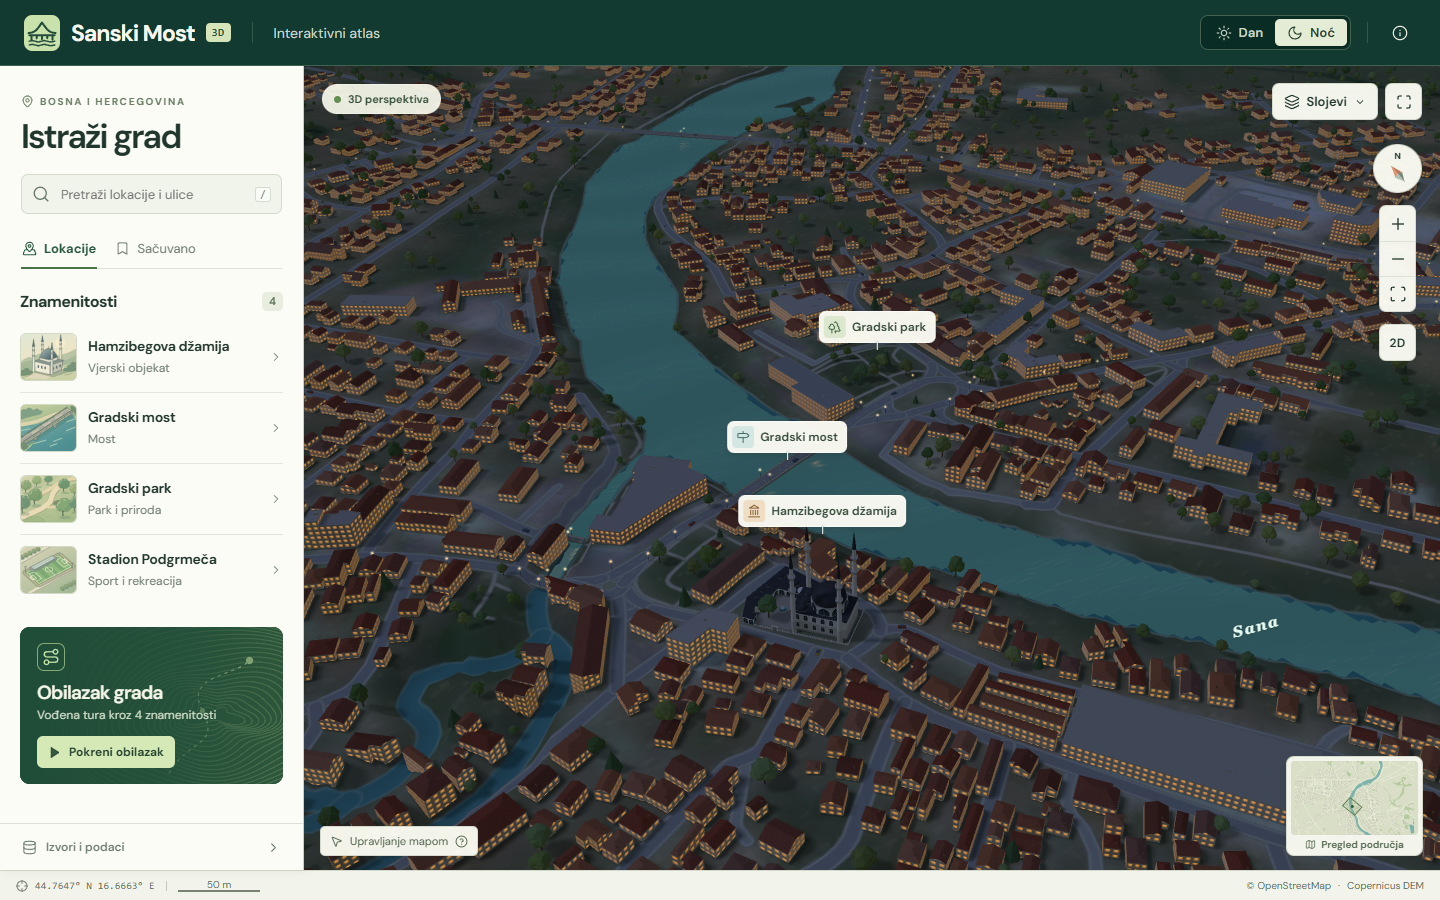 Sanski Most 3D
Interaktivni atlas
Dan
Noć
BOSNA I HERCEGOVINA
Istraži grad
Pretraži lokacije i ulice /
Lokacije
Sačuvano
Znamenitosti 4
Hamzibegova džamija
Vjerski objekat
Gradski most
Most
Gradski park
Park i priroda
Stadion Podgrmeča
Sport i rekreacija
Obilazak grada
Vođena tura kroz 4 znamenitosti
Pokreni obilazak
Izvori i podaci
3D perspektiva
Slojevi
N
2D
Gradski park
Gradski most
Hamzibegova džamija
Sana
Upravljanje mapom
Pregled područja
44.7647° N 16.6663° E
50 m
© OpenStreetMap · Copernicus DEM